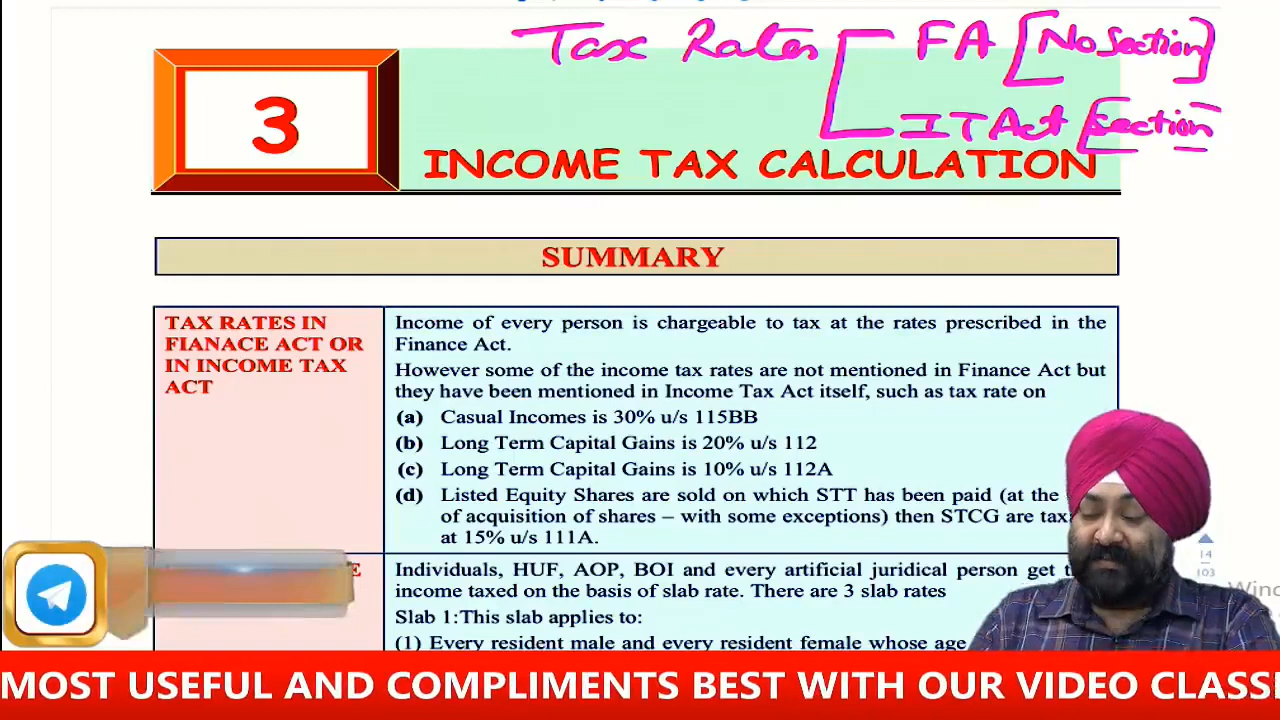 Tax Rates FA [No Section]
IT Act [Section]
3
INCOME TAX CALCULATION
SUMMARY
TAX RATES IN
FIANACE ACT OR
IN INCOME TAX
ACT
Income of every person is chargeable to tax at the rates prescribed in the
Finance Act.
However some of the income tax rates are not mentioned in Finance Act but
they have been mentioned in Income Tax Act itself, such as tax rate on
(a) Casual Incomes is 30% u/s 115BB
(b) Long Term Capital Gains is 20% u/s 112
(c) Long Term Capital Gains is 10% u/s 112A
(d) Listed Equity Shares are sold on which STT has been paid (at the
of acquisition of shares – with some exceptions) then STCG are
at 15% u/s 111A.
Individuals, HUF, AOP, BOI and every artificial juridical person get
income taxed on the basis of slab rate. There are 3 slab rates
Slab 1:This slab applies to:
(1) Every resident male and every resident female whose age
14
103
MOST USEFUL AND COMPLIMENTS BEST WITH OUR VIDEO